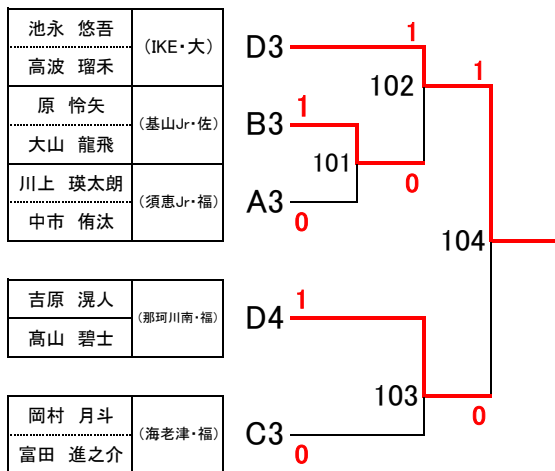 池永 悠吾
高波 瑠禾
(IKE・大)
D3
1
原 怜矢
大山 龍飛
(基山Jr・佐)
B3
1
川上 瑛太朗
中市 侑汰
(須恵Jr・福)
A3
0
101
102
0
1
104
吉原 滉人
髙山 碧士
(那珂川南・福)
D4
1
岡村 月斗
富田 進之介
(海老津・福)
C3
0
103
0